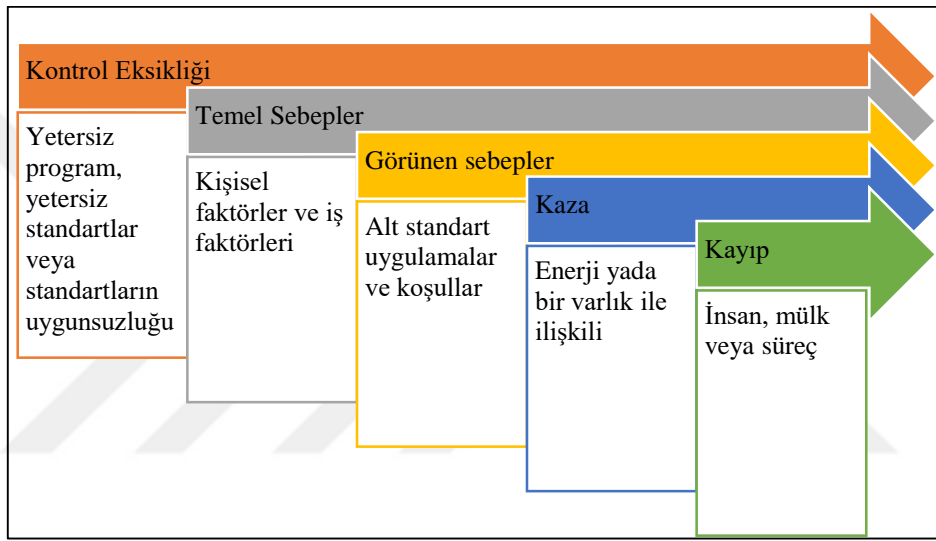 Kontrol Eksikliği
Yetersiz
program,
yetersiz
standartlar
veya
standartların
uygunsuzluğu
Temel Sebepler
Kişisel
faktörler ve iş
faktörleri
Görünen sebepler
Alt standart
uygulamalar
ve koşullar
Kaza
Enerji yada
bir varlık ile
ilişkili
Kayıp
İnsan, mülk
veya süreç